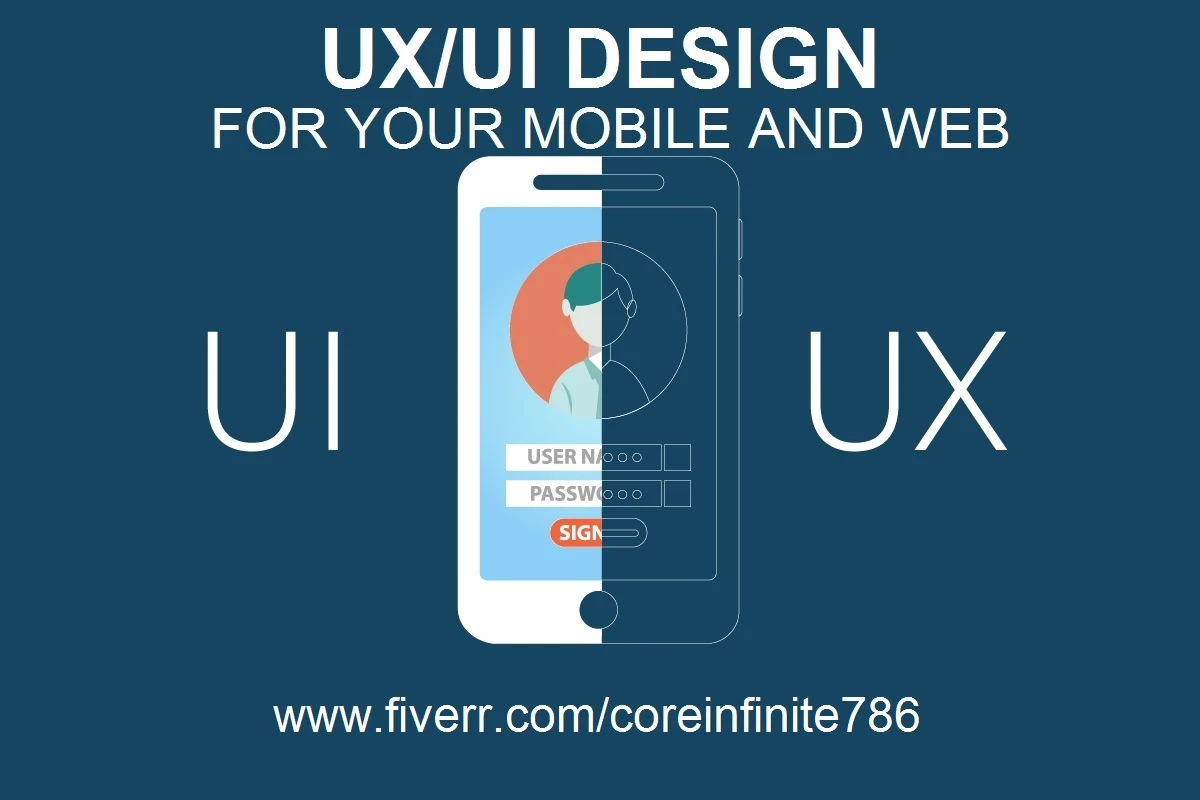 UX/UI DESIGN
FOR YOUR MOBILE AND WEB
UI
UX
USER NA
PASSWO
SIGN
www.fiverr.com/coreinfinite786